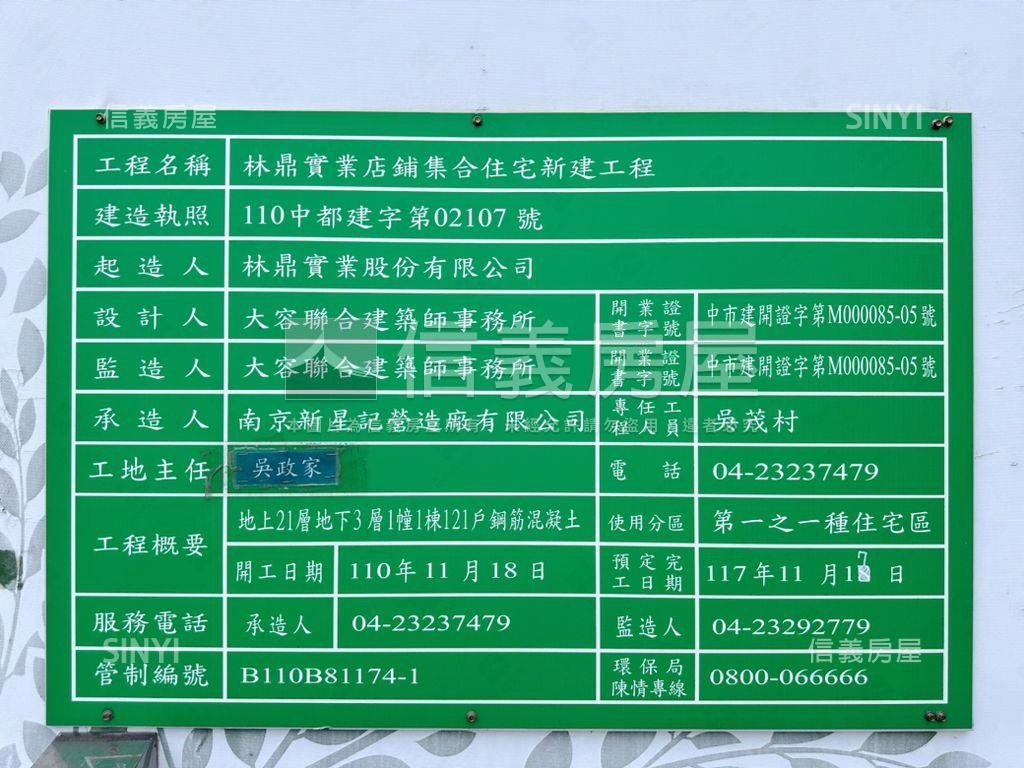 信義房屋
SINYI
工程名稱 林鼎實業店鋪集合住宅新建工程
建造執照 110中都建字第02107號
起造人 林鼎實業股份有限公司
設計人 大容聯合建築師事務所 開業證書字號 中市建開證字第M000085-05號
監造人 大容聯合建築師事務所 開業證書字號 中市建開證字第M000085-05號
信義房屋
承造人 南京新星記營造廠有限公司 專任工程人員 吳茂村
工地主任 吳政家 電話 04-23237479
工程概要 地上21層地下3層1幢1棟121戶鋼筋混凝土 使用分區 第一之一種住宅區
開工日期 110年11月18日 預定完工日期 117年11月17日
服務電話 承造人 04-23237479 監造人 04-23292779
SINYI
信義房屋
管制編號 B110B81174-1 環保局陳情專線 0800-066666